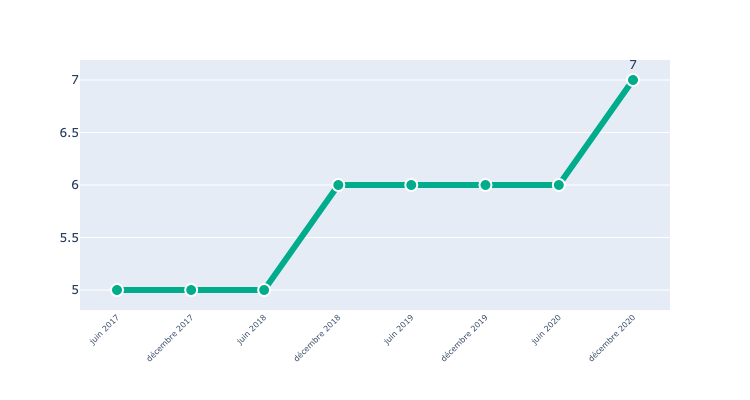 7
7
6.5
6
5.5
5
juin 2017
décembre 2017
juin 2018
décembre 2018
juin 2019
décembre 2019
juin 2020
décembre 2020